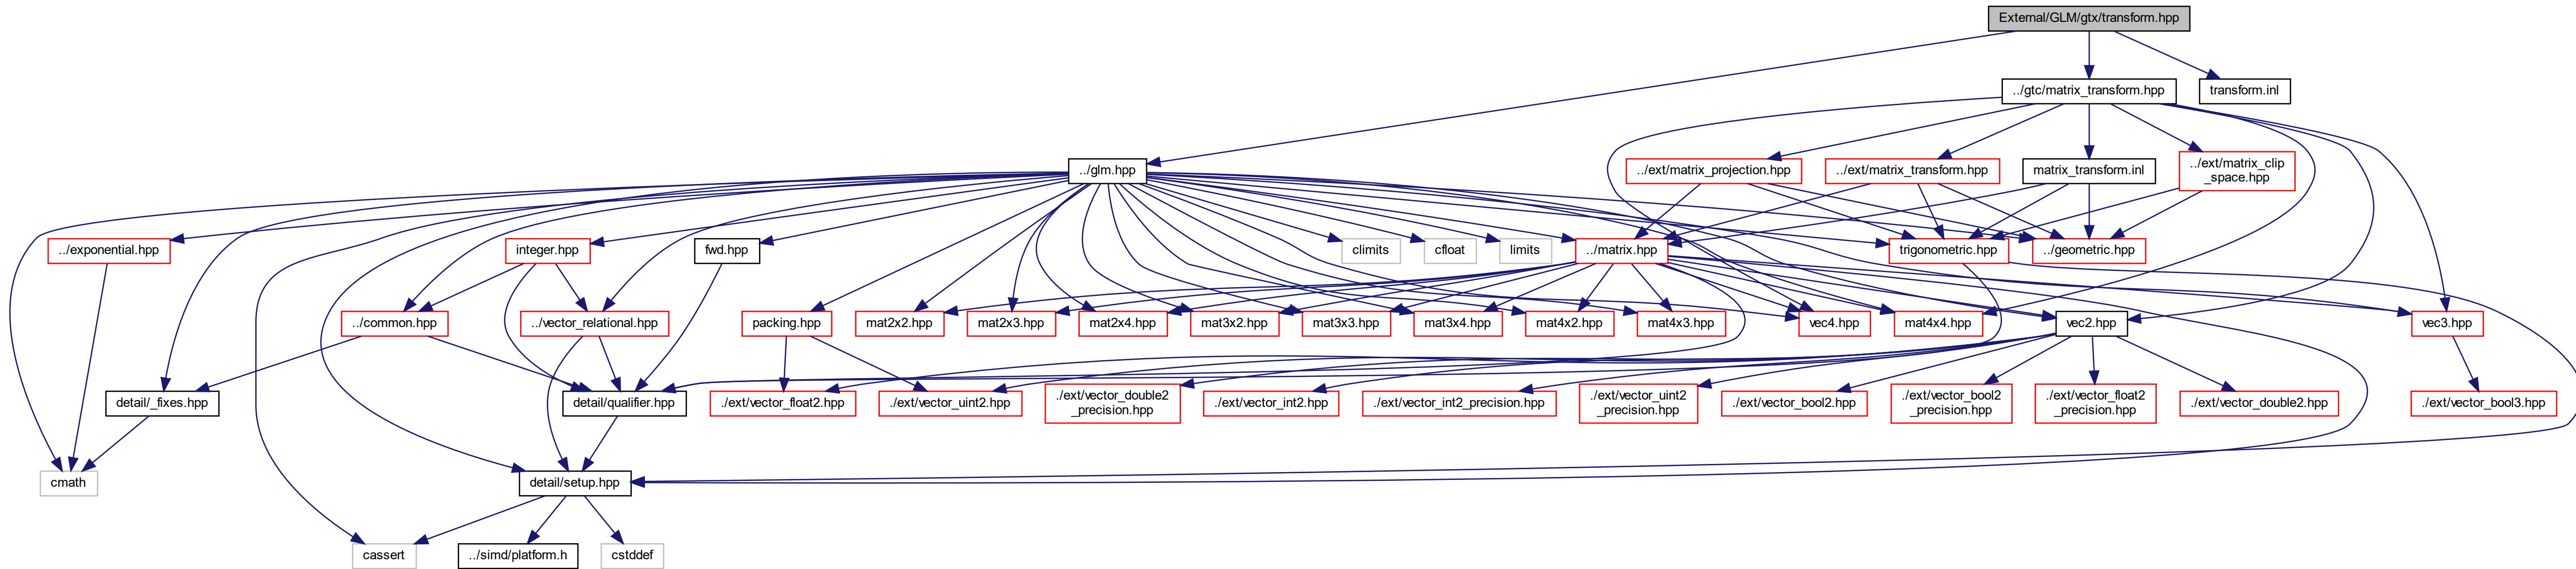 External/GLM/gtx/transform.hpp
../gtc/matrix_transform.hpp
transform.inl
../glm.hpp
../ext/matrix_projection.hpp
../ext/matrix_transform.hpp
matrix_transform.inl
../ext/matrix_clip
_space.hpp
../exponential.hpp
integer.hpp
fwd.hpp
climits
cfloat
limits
../matrix.hpp
trigonometric.hpp
../geometric.hpp
../common.hpp
../vector_relational.hpp
packing.hpp
mat2x2.hpp
mat2x3.hpp
mat2x4.hpp
mat3x2.hpp
mat3x3.hpp
mat3x4.hpp
mat4x2.hpp
mat4x3.hpp
vec4.hpp
mat4x4.hpp
vec2.hpp
vec3.hpp
detail/_fixes.hpp
detail/qualifier.hpp
./ext/vector_float2.hpp
./ext/vector_uint2.hpp
./ext/vector_double2
_precision.hpp
./ext/vector_int2.hpp
./ext/vector_int2_precision.hpp
./ext/vector_uint2
_precision.hpp
./ext/vector_bool2.hpp
./ext/vector_bool2
_precision.hpp
./ext/vector_float2
_precision.hpp
./ext/vector_double2.hpp
./ext/vector_bool3.hpp
cmath
detail/setup.hpp
cassert
../simd/platform.h
cstddef